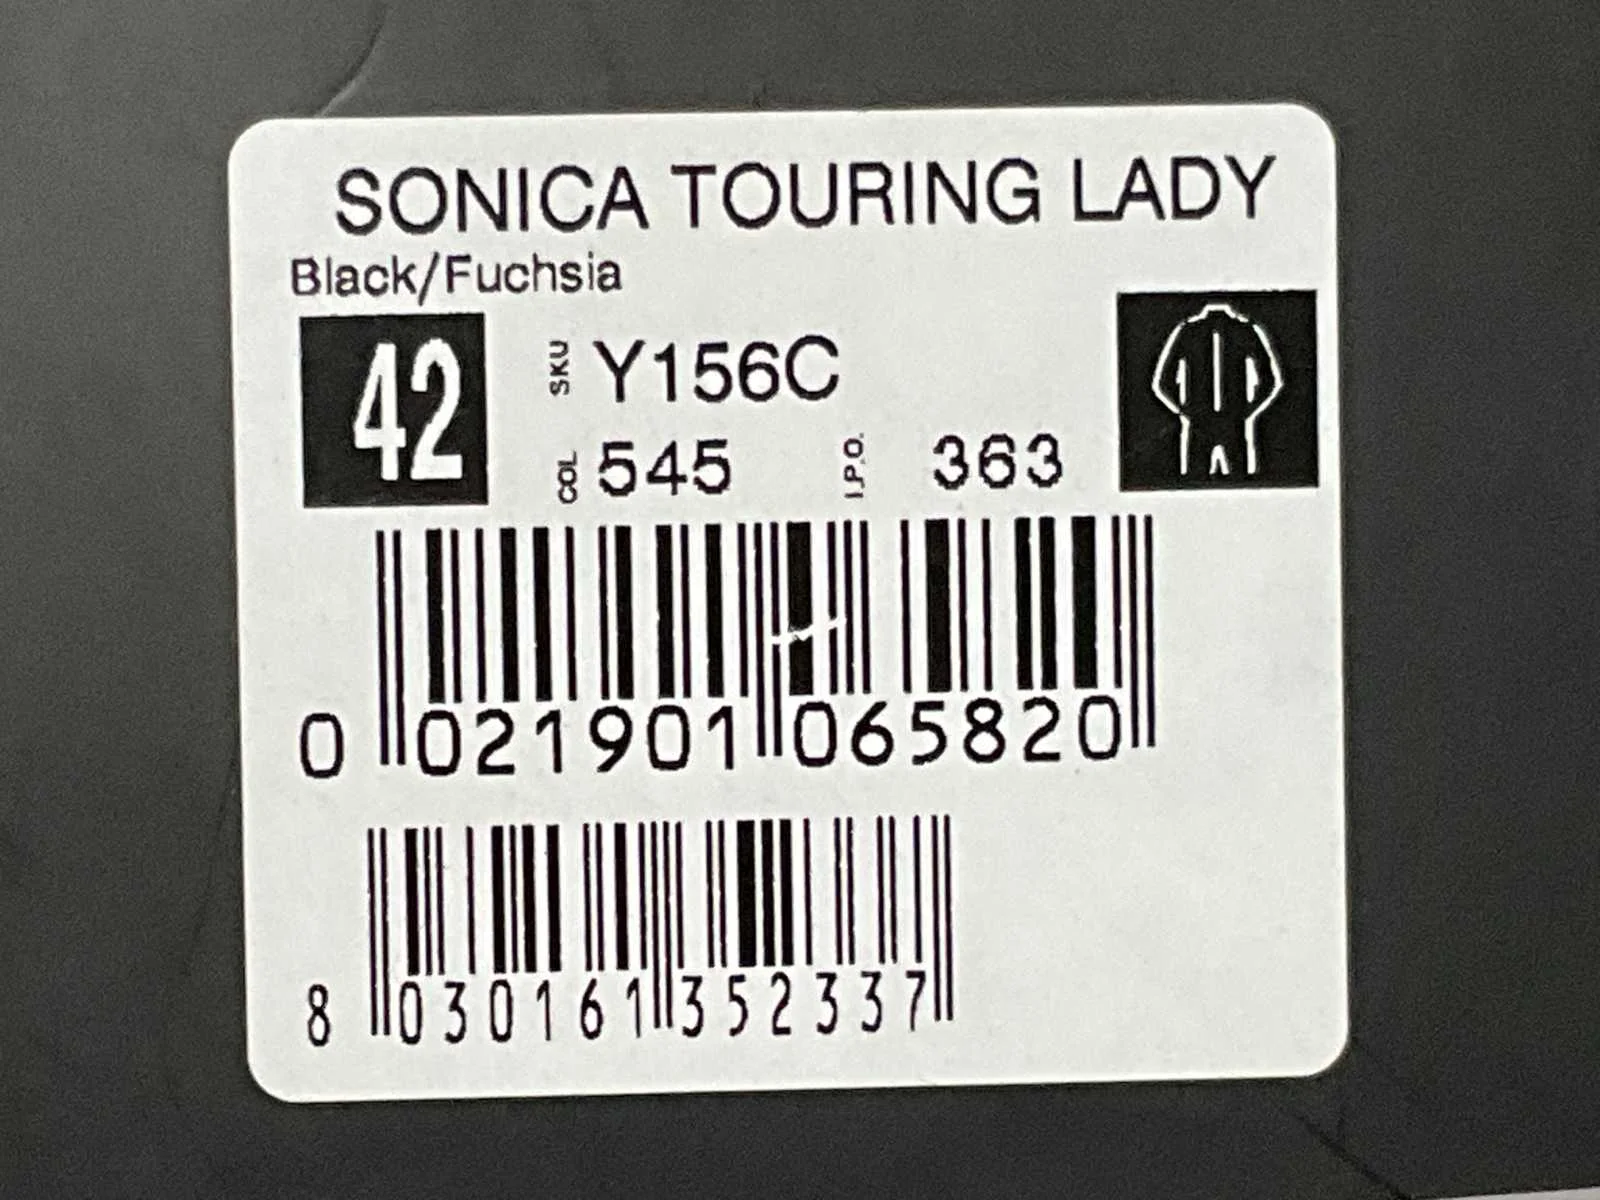 SONICA TOURING LADY
Black/Fuchsia
42
SKU Y156C
COL 545 I.P.O. 363
0 021901 065820
8 030161 352337